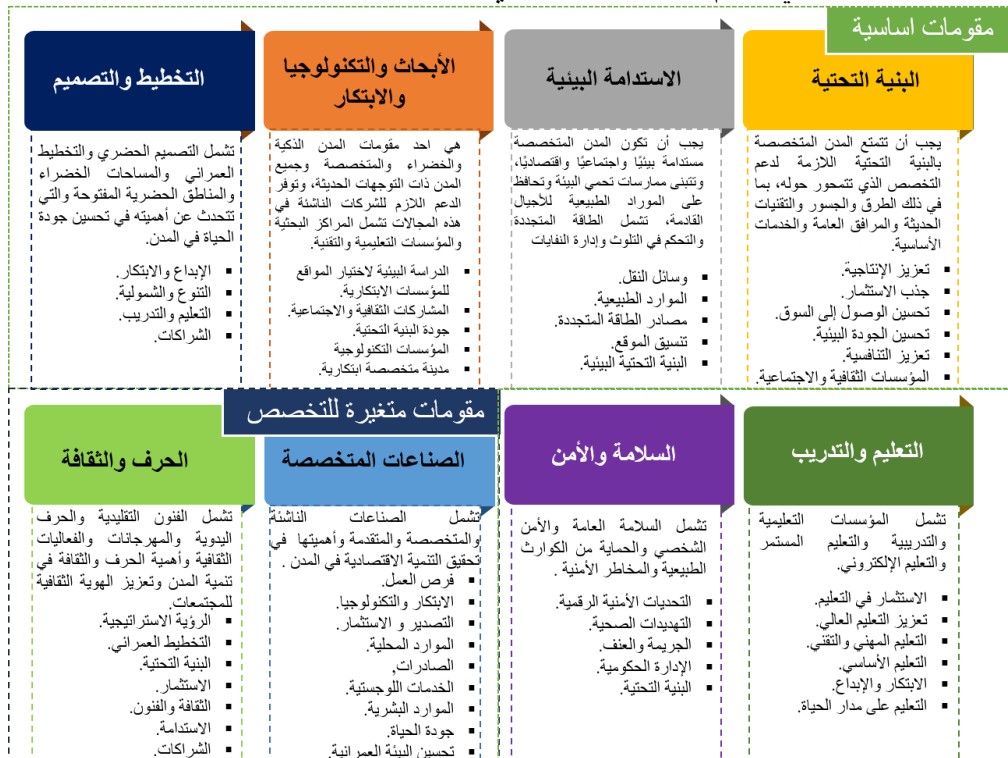 مقومات اساسية
البنية التحتية
يجب أن تتمتع المدن المتخصصة
بالبنية التحتية اللازمة لدعم
التخصص الذي تتمحور حوله، بما
في ذلك الطرق والجسور والتقنيات
الحديثة والمرافق العامة والخدمات
الأساسية.
تعزيز الإنتاجية.
جذب الاستثمار.
تحسين الوصول إلى السوق.
تحسين الجودة البيئية.
تعزيز التنافسية.
المؤسسات الثقافية والاجتماعية.
الاستدامة البيئية
يجب أن تكون المدن المتخصصة
مستدامة بيئيًا واجتماعيًا واقتصاديًا،
وتتبنى ممارسات تحمي البيئة وتحافظ
على الموراد الطبيعية للأجيال
القادمة، تشمل الطاقة المتجددة
والتحكم في التلوث وإدارة النفايات
وسائل النقل.
الموارد الطبيعية.
مصادر الطاقة المتجددة.
تنسيق الموقع.
البنية التحتية البيئية.
الأبحاث والتكنولوجيا
والابتكار
هي احد مقومات المدن الذكية
والخضراء والمتخصصة وجميع
المدن ذات التوجهات الحديثة، وتوفر
الدعم اللازم للشركات الناشئة في
هذه المجالات تشمل المراكز البحثية
والمؤسسات التعليمية والتقنية.
الدراسة البيئية لاختيار المواقع
للمؤسسات الابتكارية.
المشاركات الثقافية والاجتماعية.
جودة البنية التحتية.
المؤسسات التكنولوجية
مدينة متخصصة ابتكارية.
التخطيط والتصميم
تشمل التصميم الحضري والتخطيط
العمراني والمساحات الخضراء
والمناطق الحضرية المفتوحة والتي
تتحدث عن أهميته في تحسين جودة
الحياة في المدن.
الإبداع والابتكار.
التنوع والشمولية.
التعليم والتدريب.
الشراكات.
التعليم والتدريب
تشمل المؤسسات التعليمية
والتدريبية والتعليم المستمر
والتعليم الإلكتروني.
الاستثمار في التعليم.
تعزيز التعليم العالي.
التعليم المهني والتقني.
التعليم الأساسي.
الابتكار والإبداع.
التعليم على مدار الحياة.
السلامة والأمن
تشمل السلامة العامة والأمن
الشخصي والحماية من الكوارث
الطبيعية والمخاطر الأمنية .
التحديات الأمنية الرقمية.
التهديدات الصحية.
الجريمة والعنف.
الإدارة الحكومية.
البنية التحتية.
مقومات متغيرة للتخصص
الصناعات المتخصصة
تشمل الصناعات الناشئة
والمتخصصة والمتقدمة وأهميتها في
تحقيق التنمية الاقتصادية في المدن .
فرص العمل.
الابتكار والتكنولوجيا.
التصدير و الاستثمار.
الموارد المحلية.
الصادرات,
الخدمات اللوجستية.
الموارد البشرية.
جودة الحياة.
تحسين البيئة العمرانية.
الحرف والثقافة
تشمل الفنون التقليدية والحرف
اليدوية والمهرجانات والفعاليات
الثقافية وأهمية الحرف والثقافة في
تنمية المدن وتعزيز الهوية الثقافية
للمجتمعات.
الرؤية الاستراتيجية.
التخطيط العمراني.
البنية التحتية.
الاستثمار.
الثقافة والفنون.
الاستدامة.
الشراكات.